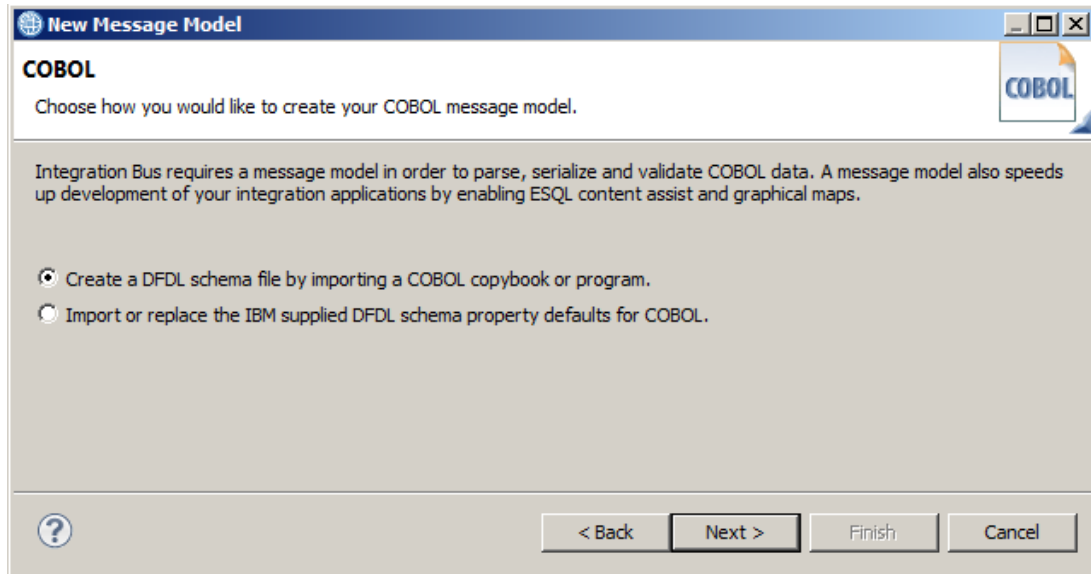 New Message Model
COBOL
Choose how you would like to create your COBOL message model.
COBOL
Integration Bus requires a message model in order to parse, serialize and validate COBOL data. A message model also speeds
up development of your integration applications by enabling ESQL content assist and graphical maps.
Create a DFDL schema file by importing a COBOL copybook or program.
Import or replace the IBM supplied DFDL schema property defaults for COBOL.
? < Back Next > Finish Cancel